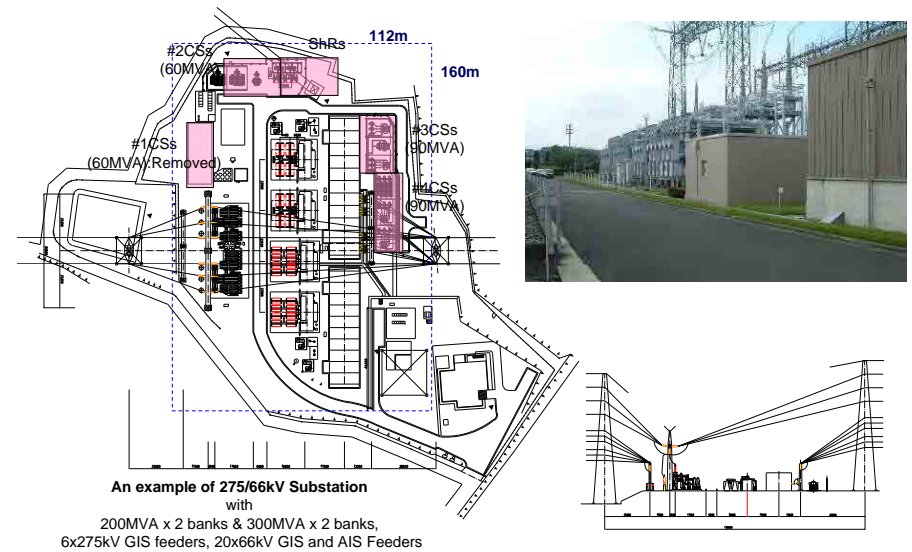 112m
ShRs
#2CSs
(60MVA)
160m
#3CSs
(90MVA)
#1CSs
(60MVA):Removed)
#4CSs
(90MVA)
An example of 275/66kV Substation
with
200MVA x 2 banks & 300MVA x 2 banks,
6x275kV GIS feeders, 20x66kV GIS and AIS Feeders